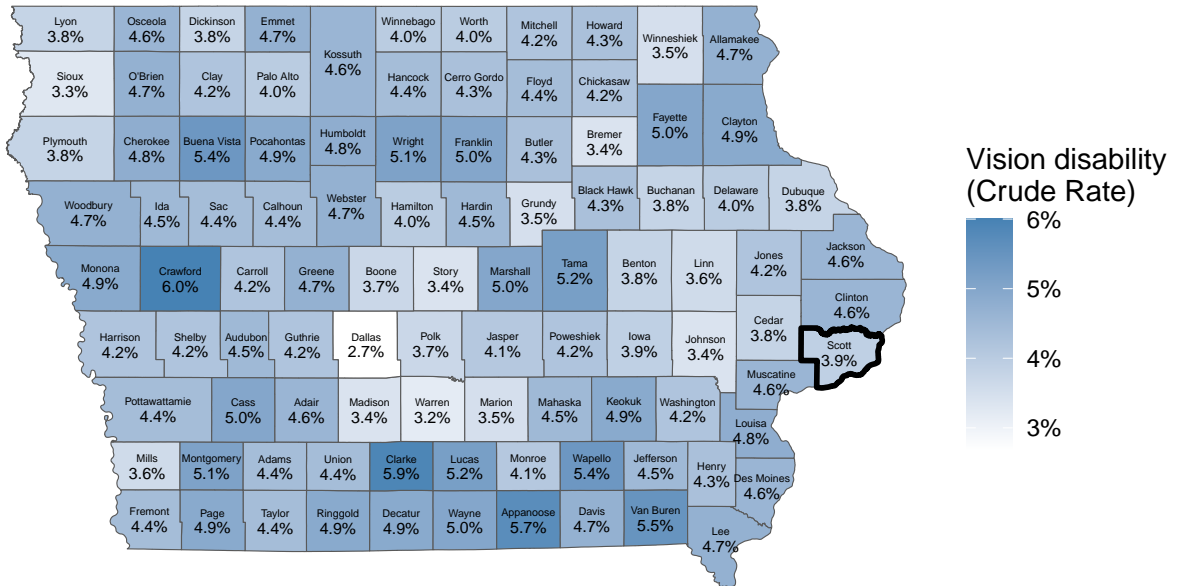 Lyon
3.8%
Osceola
4.6%
Dickinson
3.8%
Emmet
4.7%
Kossuth
4.6%
Winnebago
4.0%
Worth
4.0%
Mitchell
4.2%
Howard
4.3%
Winneshiek
3.5%
Allamakee
4.7%
Sioux
3.3%
O'Brien
4.7%
Clay
4.2%
Palo Alto
4.0%
Hancock
4.4%
Cerro Gordo
4.3%
Floyd
4.4%
Chickasaw
4.2%
Fayette
5.0%
Clayton
4.9%
Plymouth
3.8%
Cherokee
4.8%
Buena Vista
5.4%
Pocahontas
4.9%
Humboldt
4.8%
Wright
5.1%
Franklin
5.0%
Butler
4.3%
Bremer
3.4%
Woodbury
4.7%
Ida
4.5%
Sac
4.4%
Calhoun
4.4%
Webster
4.7%
Hamilton
4.0%
Hardin
4.5%
Grundy
3.5%
Black Hawk
4.3%
Buchanan
3.8%
Delaware
4.0%
Dubuque
3.8%
Monona
4.9%
Crawford
6.0%
Carroll
4.2%
Greene
4.7%
Boone
3.7%
Story
3.4%
Marshall
5.0%
Tama
5.2%
Benton
3.8%
Linn
3.6%
Jones
4.2%
Jackson
4.6%
Clinton
4.6%
Harrison
4.2%
Shelby
4.2%
Audubon
4.5%
Guthrie
4.2%
Dallas
2.7%
Polk
3.7%
Jasper
4.1%
Poweshiek
4.2%
Iowa
3.9%
Johnson
3.4%
Cedar
3.8%
Scott
3.9%
Muscatine
4.6%
Pottawattamie
4.4%
Cass
5.0%
Adair
4.6%
Madison
3.4%
Warren
3.2%
Marion
3.5%
Mahaska
4.5%
Keokuk
4.9%
Washington
4.2%
Louisa
4.8%
Mills
3.6%
Montgomery
5.1%
Adams
4.4%
Union
4.4%
Clarke
5.9%
Lucas
5.2%
Monroe
4.1%
Wapello
5.4%
Jefferson
4.5%
Henry
4.3%
Des Moines
4.6%
Fremont
4.4%
Page
4.9%
Taylor
4.4%
Ringgold
4.9%
Decatur
4.9%
Wayne
5.0%
Appanoose
5.7%
Davis
4.7%
Van Buren
5.5%
Lee
4.7%
Vision disability
(Crude Rate)
6%
5%
4%
3%